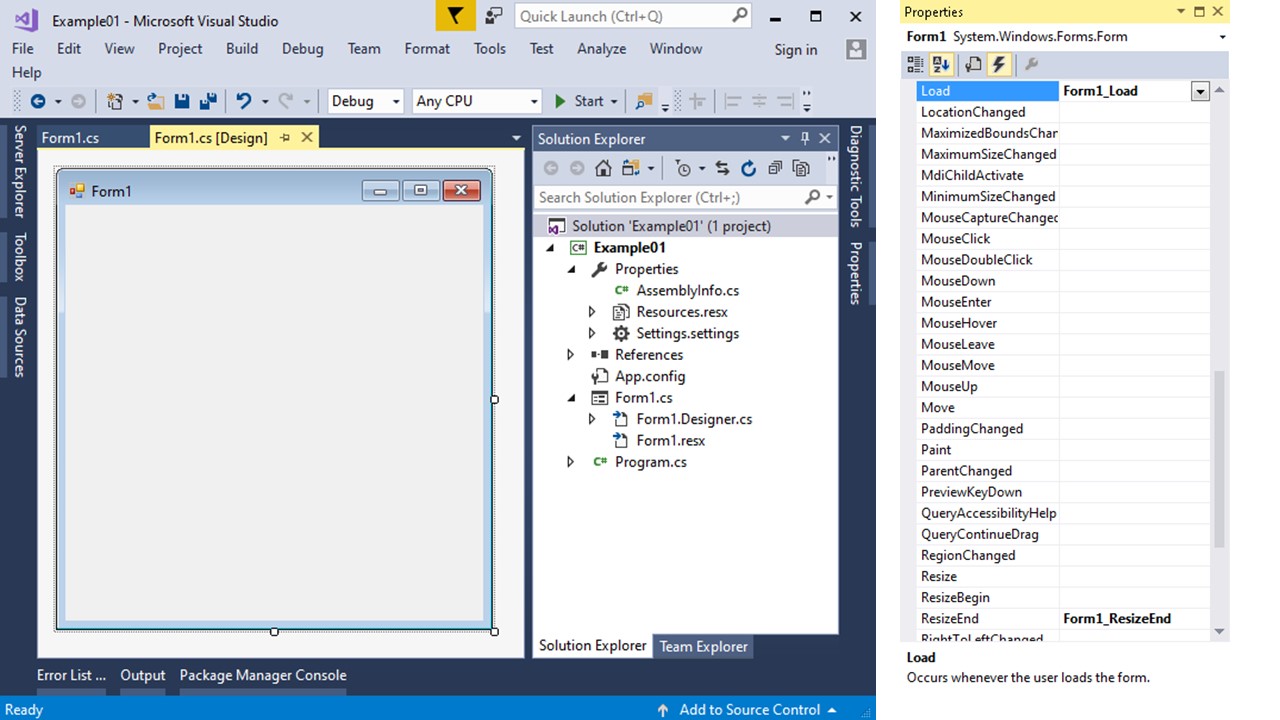 Example01 - Microsoft Visual Studio
Quick Launch (Ctrl+Q)
File Edit View Project Build Debug Team Format Tools Test Analyze Window Sign in
Help
Debug Any CPU Start
Server Explorer
Toolbox
Data Sources
Form1.cs Form1.cs [Design]
Form1
Solution Explorer
Search Solution Explorer (Ctrl+;)
Solution 'Example01' (1 project)
C# Example01
Properties
C# AssemblyInfo.cs
Resources.resx
Settings.settings
References
App.config
Form1.cs
Form1.Designer.cs
Form1.resx
C# Program.cs
Solution Explorer Team Explorer
Diagnostic Tools
Properties
Error List ... Output Package Manager Console
Ready
Add to Source Control
Properties
Form1 System.Windows.Forms.Form
Load Form1_Load
LocationChanged
MaximizedBoundsChan
MaximumSizeChanged
MdiChildActivate
MinimumSizeChanged
MouseCaptureChanged
MouseClick
MouseDoubleClick
MouseDown
MouseEnter
MouseHover
MouseLeave
MouseMove
MouseUp
Move
PaddingChanged
Paint
ParentChanged
PreviewKeyDown
QueryAccessibilityHelp
QueryContinueDrag
RegionChanged
Resize
ResizeBegin
ResizeEnd Form1_ResizeEnd
RightToLeftChanged
Load
Occurs whenever the user loads the form.